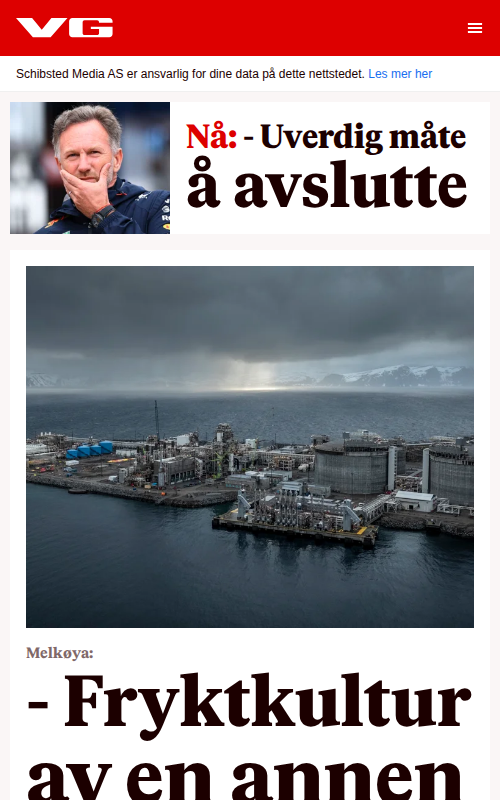 VG
Schibsted Media AS er ansvarlig for dine data på dette nettstedet. Les mer her
Nå: - Uverdig måte
å avslutte
Melkøya:
- Fryktkultur
av en annen